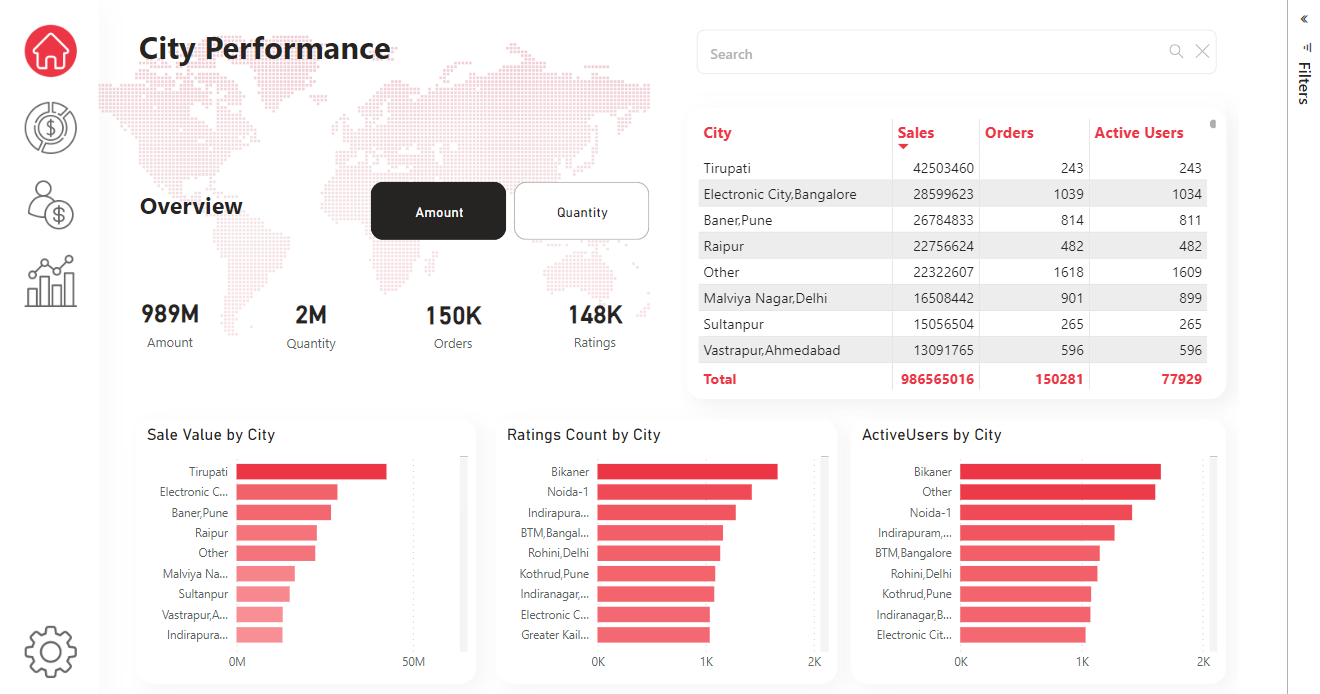 City Performance
Search
Filters
City Sales Orders Active Users
Tirupati 42503460 243 243
Electronic City,Bangalore 28599623 1039 1034
Baner,Pune 26784833 814 811
Raipur 22756624 482 482
Other 22322607 1618 1609
Malviya Nagar,Delhi 16508442 901 899
Sultanpur 15056504 265 265
Vastrapur,Ahmedabad 13091765 596 596
Total 986565016 150281 77929
Overview
Amount
Quantity
989M 2M 150K 148K
Amount Quantity Orders Ratings
Sale Value by City
Tirupati
Electronic C...
Baner,Pune
Raipur
Other
Malviya Na...
Sultanpur
Vastrapur,A...
Indirapura...
0M 50M
Ratings Count by City
Bikaner
Noida-1
Indirapura...
BTM,Bangal...
Rohini,Delhi
Kothrud,Pune
Indiranagar,...
Electronic C...
Greater Kail...
0K 1K 2K
ActiveUsers by City
Bikaner
Other
Noida-1
Indirapuram,...
BTM,Bangalore
Rohini,Delhi
Kothrud,Pune
Indiranagar,B...
Electronic Cit...
0K 1K 2K